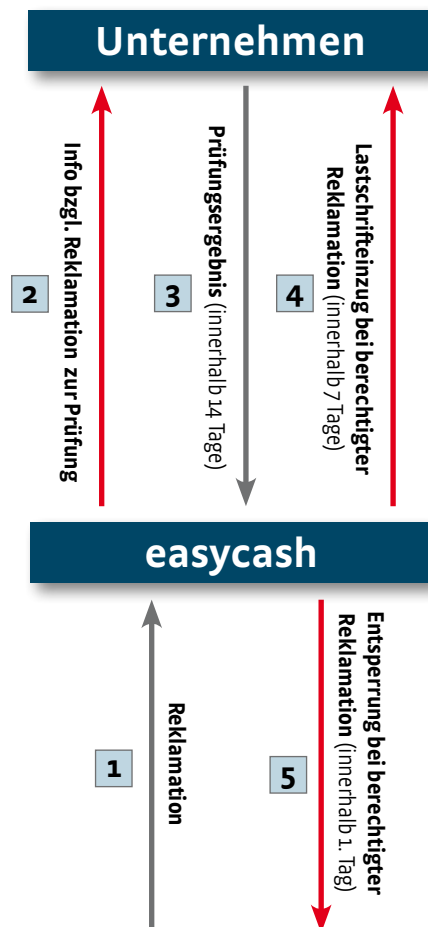 Unternehmen
2
Info bzgl. Reklamation zur Prüfung
3
Prüfungsergebnis (innerhalb 14 Tage)
4
Lastschrifteinzug bei berechtigter
Reklamation (innerhalb 7 Tage)
easycash
1
Reklamation
5
Entsperrung bei berechtigter
Reklamation (innerhalb 1. Tag)